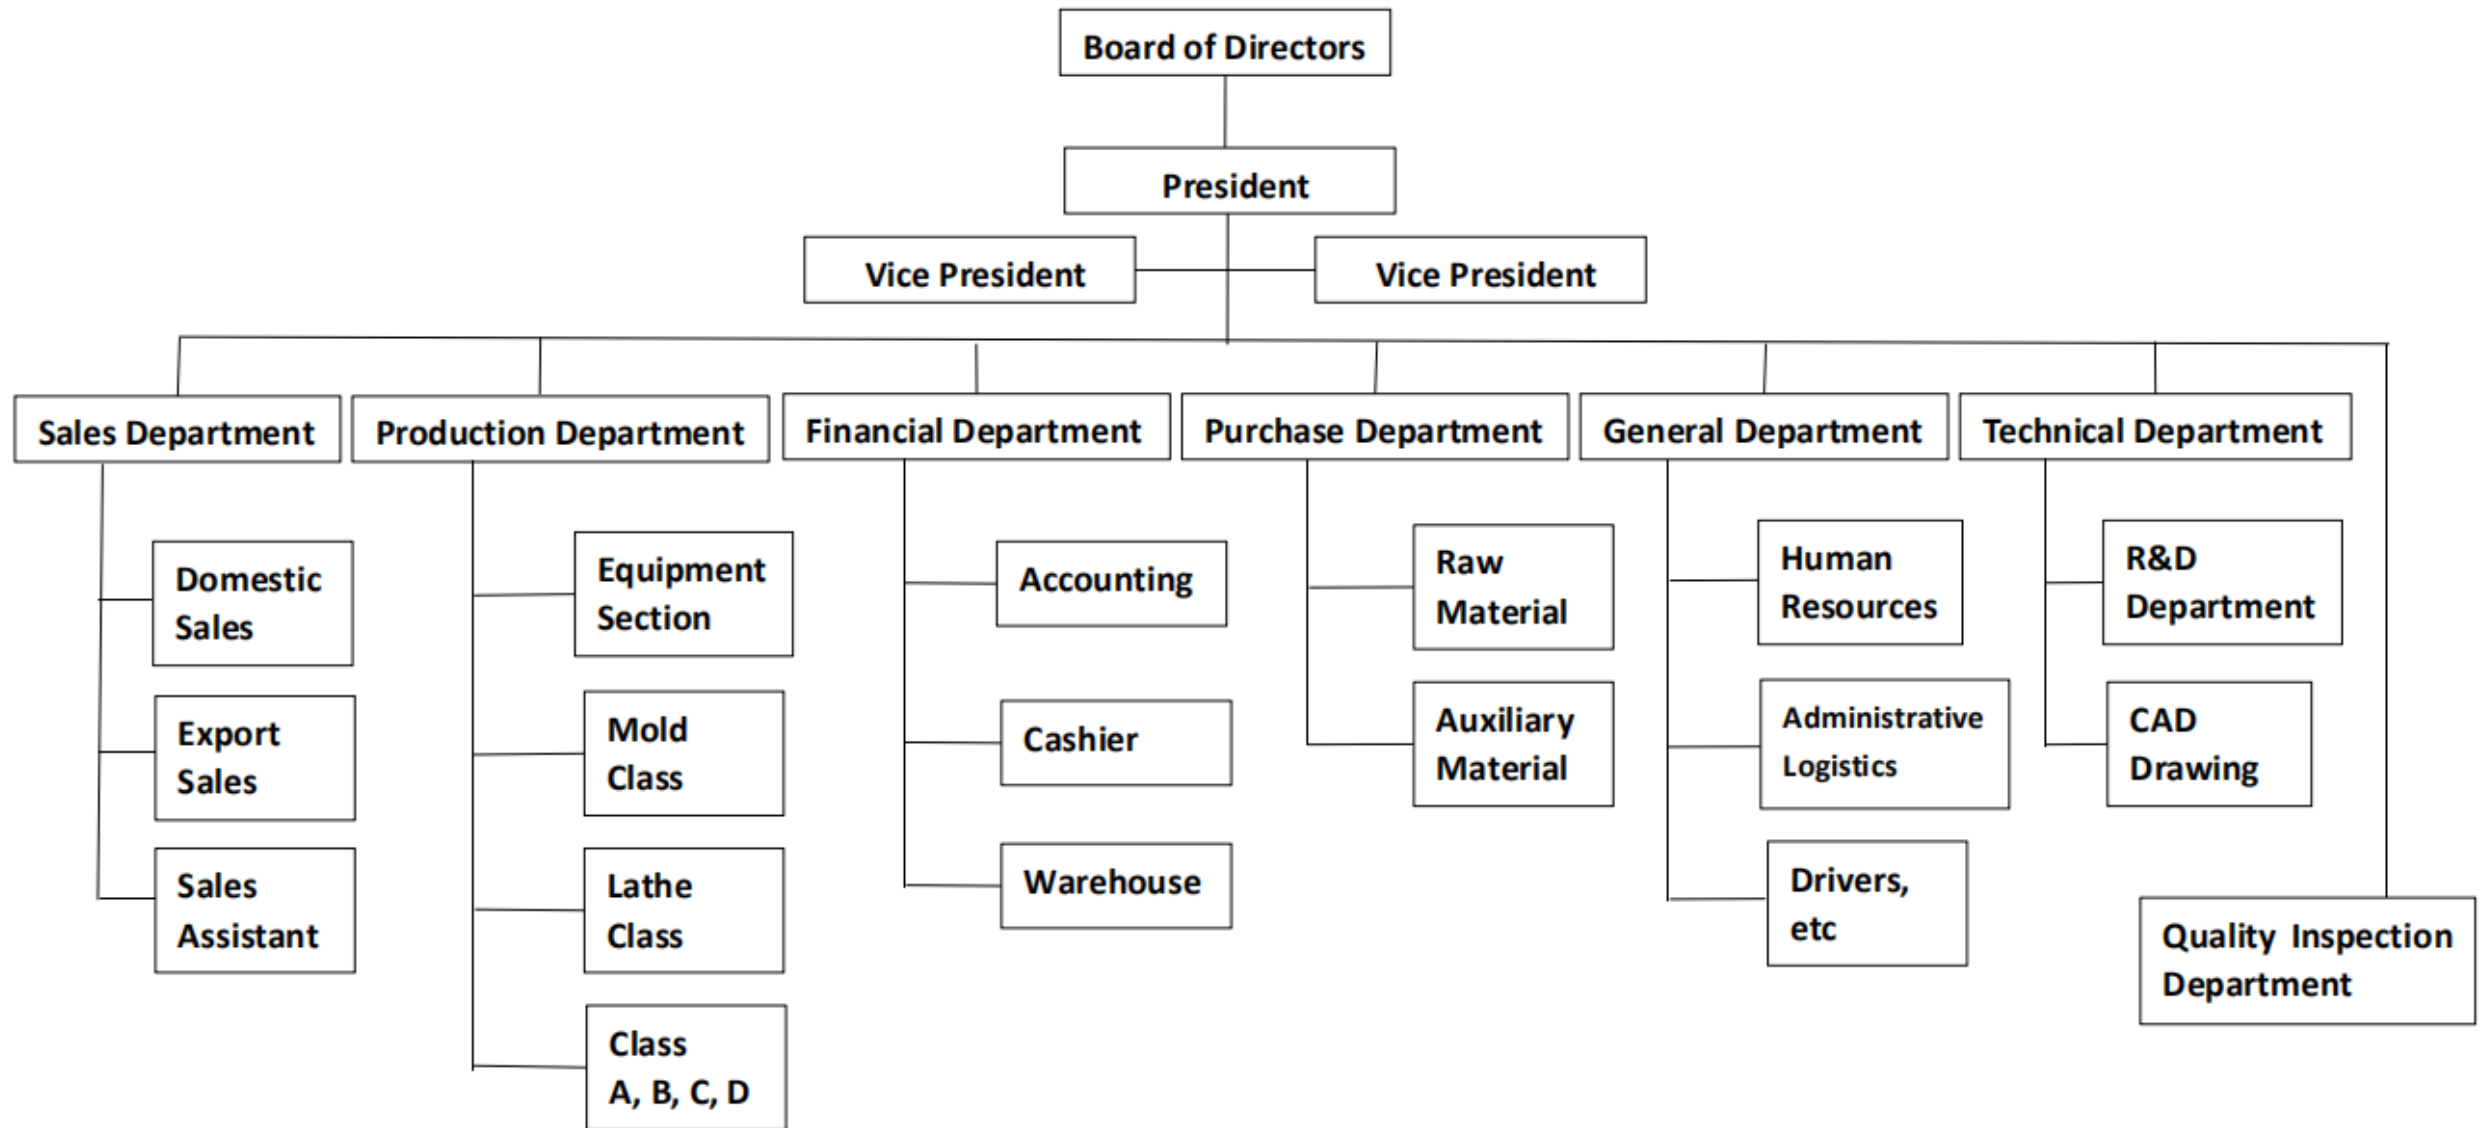 Board of Directors
President
Vice President
Vice President
Sales Department
Production Department
Financial Department
Purchase Department
General Department
Technical Department
Domestic
Sales
Export
Sales
Sales
Assistant
Equipment
Section
Mold
Class
Lathe
Class
Class
A, B, C, D
Accounting
Cashier
Warehouse
Raw
Material
Auxiliary
Material
Human
Resources
Administrative
Logistics
Drivers,
etc
R&D
Department
CAD
Drawing
Quality Inspection
Department